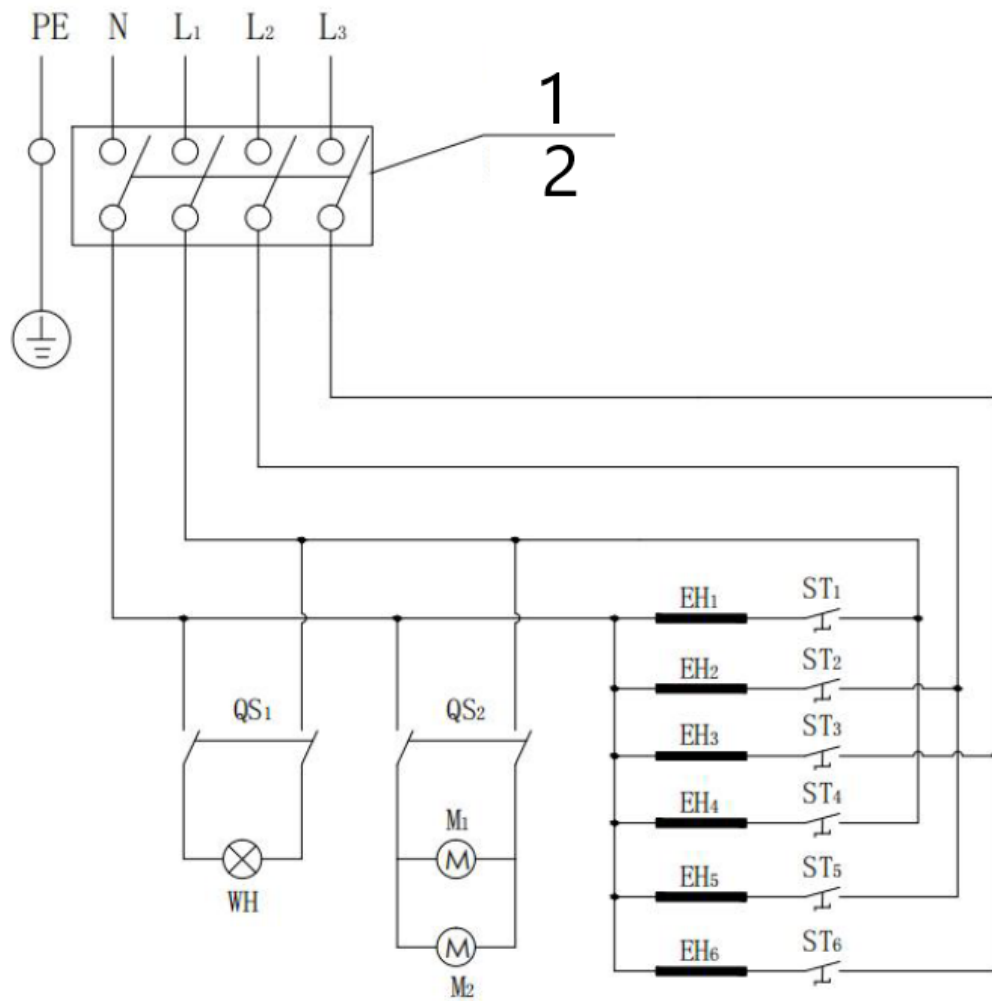 PE N L₁ L₂ L₃
1
2
EH₁ ST₁
EH₂ ST₂
QS₁ QS₂ EH₃ ST₃
EH₄ ST₄
M₁
M
EH₅ ST₅
WH
M
EH₆ ST₆
M₂